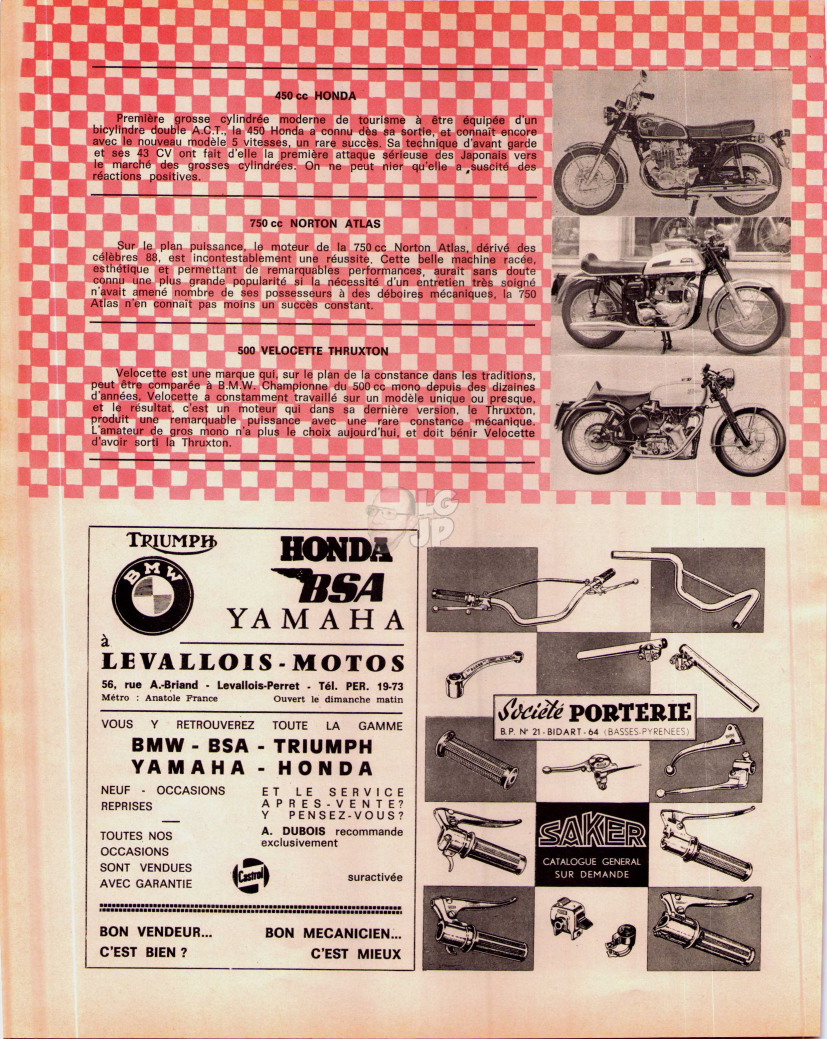 450 cc HONDA
Première grosse cylindrée moderne de tourisme à être équipée d'un
bicylindre double A.C.T., la 450 Honda a connu dès sa sortie, et connaît encore
avec le nouveau modèle 5 vitesses, un rare succès. Sa technique d'avant garde
et ses 43 CV ont fait d'elle la première attaque sérieuse des Japonais vers
le marché des grosses cylindrées. On ne peut nier qu'elle a suscité des
réactions positives.
750 cc NORTON ATLAS
Sur le plan puissance, le moteur de la 750 cc Norton Atlas, dérivé des
célèbres 88, est incontestablement une réussite. Cette belle machine racée,
esthétique et permettant de remarquables performances, aurait sans doute
connu une plus grande popularité si la nécessité d'un entretien très soigné
n'avait amené nombre de ses possesseurs à des déboires mécaniques, la 750
Atlas n'en connaît pas moins un succès constant.
500 VELOCETTE THRUXTON
Velocette est une marque qui, sur le plan de la constance dans les traditions,
peut être comparée à B.M.W. Championne du 500 cc mono depuis des dizaines
d'années, Velocette a constamment travaillé sur un modèle unique ou presque,
et le résultat, c'est un moteur qui dans sa dernière version, le Thruxton,
produit une remarquable puissance avec une rare constance mécanique.
L'amateur de gros mono n'a plus le choix aujourd'hui, et doit bénir Velocette
d'avoir sorti la Thruxton.
LG
JP
TRIUMPH
HONDA
BMW
BSA
YAMAHA
à
LEVALLOIS - MOTOS
56, rue A.-Briand - Levallois-Perret - Tél. PER. 19-73
Métro : Anatole France Ouvert le dimanche matin
VOUS Y RETROUVEREZ TOUTE LA GAMME
BMW - BSA - TRIUMPH
YAMAHA - HONDA
NEUF - OCCASIONS
REPRISES
TOUTES NOS
OCCASIONS
SONT VENDUES
AVEC GARANTIE
ET LE SERVICE
APRES-VENTE?
Y PENSEZ-VOUS?
A. DUBOIS recommande
exclusivement
Castrol
suractivée
BON VENDEUR...
C'EST BIEN ?
BON MECANICIEN...
C'EST MIEUX
Société PORTERIE
B.P. N° 21 - BIDART - 64 (BASSES-PYRENEES)
SAKER
CATALOGUE GENERAL
SUR DEMANDE